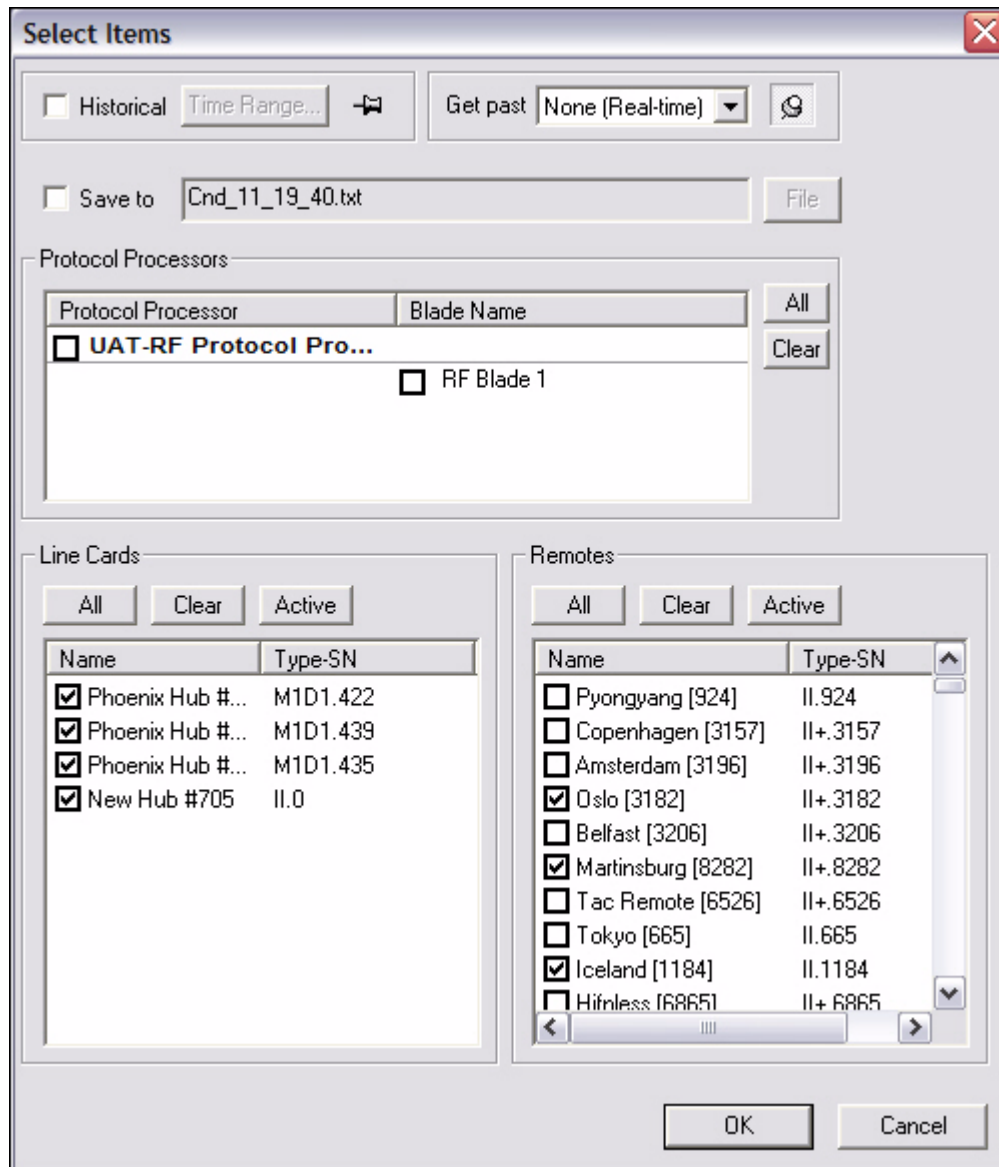 Select Items
Historical Time Range... Get past None (Real-time)
Save to Cnd_11_19_40.txt File
Protocol Processors
Protocol Processor Blade Name All
UAT-RF Protocol Pro... Clear
RF Blade 1
Line Cards
All Clear Active
Name Type-SN
Phoenix Hub #... M1D1.422
Phoenix Hub #... M1D1.439
Phoenix Hub #... M1D1.435
New Hub #705 II.0
Remotes
All Clear Active
Name Type-SN
Pyongyang [924] II.924
Copenhagen [3157] II+.3157
Amsterdam [3196] II+.3196
Oslo [3182] II+.3182
Belfast [3206] II+.3206
Martinsburg [8282] II+.8282
Tac Remote [6526] II+.6526
Tokyo [665] II.665
Iceland [1184] II.1184
Hifnless [6865] II+.6865
OK Cancel